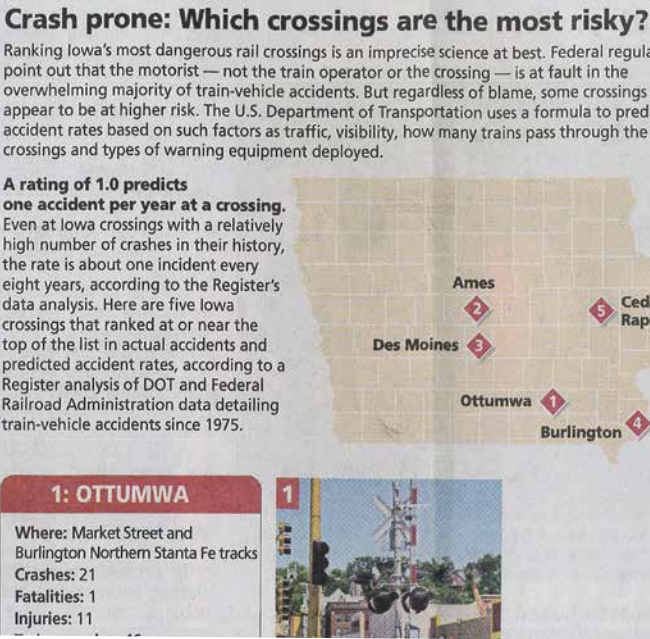 Crash prone: Which crossings are the most risky?
Ranking Iowa's most dangerous rail crossings is an imprecise science at best. Federal regula
point out that the motorist — not the train operator or the crossing — is at fault in the
overwhelming majority of train-vehicle accidents. But regardless of blame, some crossings
appear to be at higher risk. The U.S. Department of Transportation uses a formula to pred
accident rates based on such factors as traffic, visibility, how many trains pass through the
crossings and types of warning equipment deployed.
A rating of 1.0 predicts
one accident per year at a crossing.
Even at Iowa crossings with a relatively
high number of crashes in their history,
the rate is about one incident every
eight years, according to the Register's
data analysis. Here are five Iowa
crossings that ranked at or near the
top of the list in actual accidents and
predicted accident rates, according to a
Register analysis of DOT and Federal
Railroad Administration data detailing
train-vehicle accidents since 1975.
Ames
2
5 Ced
Rap
Des Moines 3
Ottumwa 1
Burlington 4
1: OTTUMWA
Where: Market Street and
Burlington Northern Stanta Fe tracks
Crashes: 21
Fatalities: 1
Injuries: 11
1